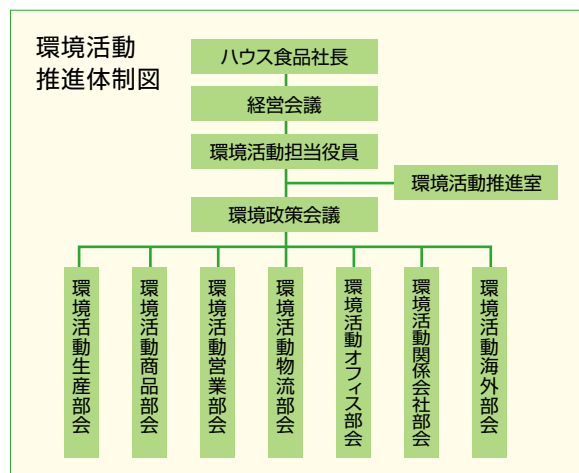 環境活動
推進体制図
ハウス食品社長
経営会議
環境活動担当役員
環境活動推進室
環境政策会議
環境活動生産部会
環境活動商品部会
環境活動営業部会
環境活動物流部会
環境活動オフィス部会
環境活動関係会社部会
環境活動海外部会